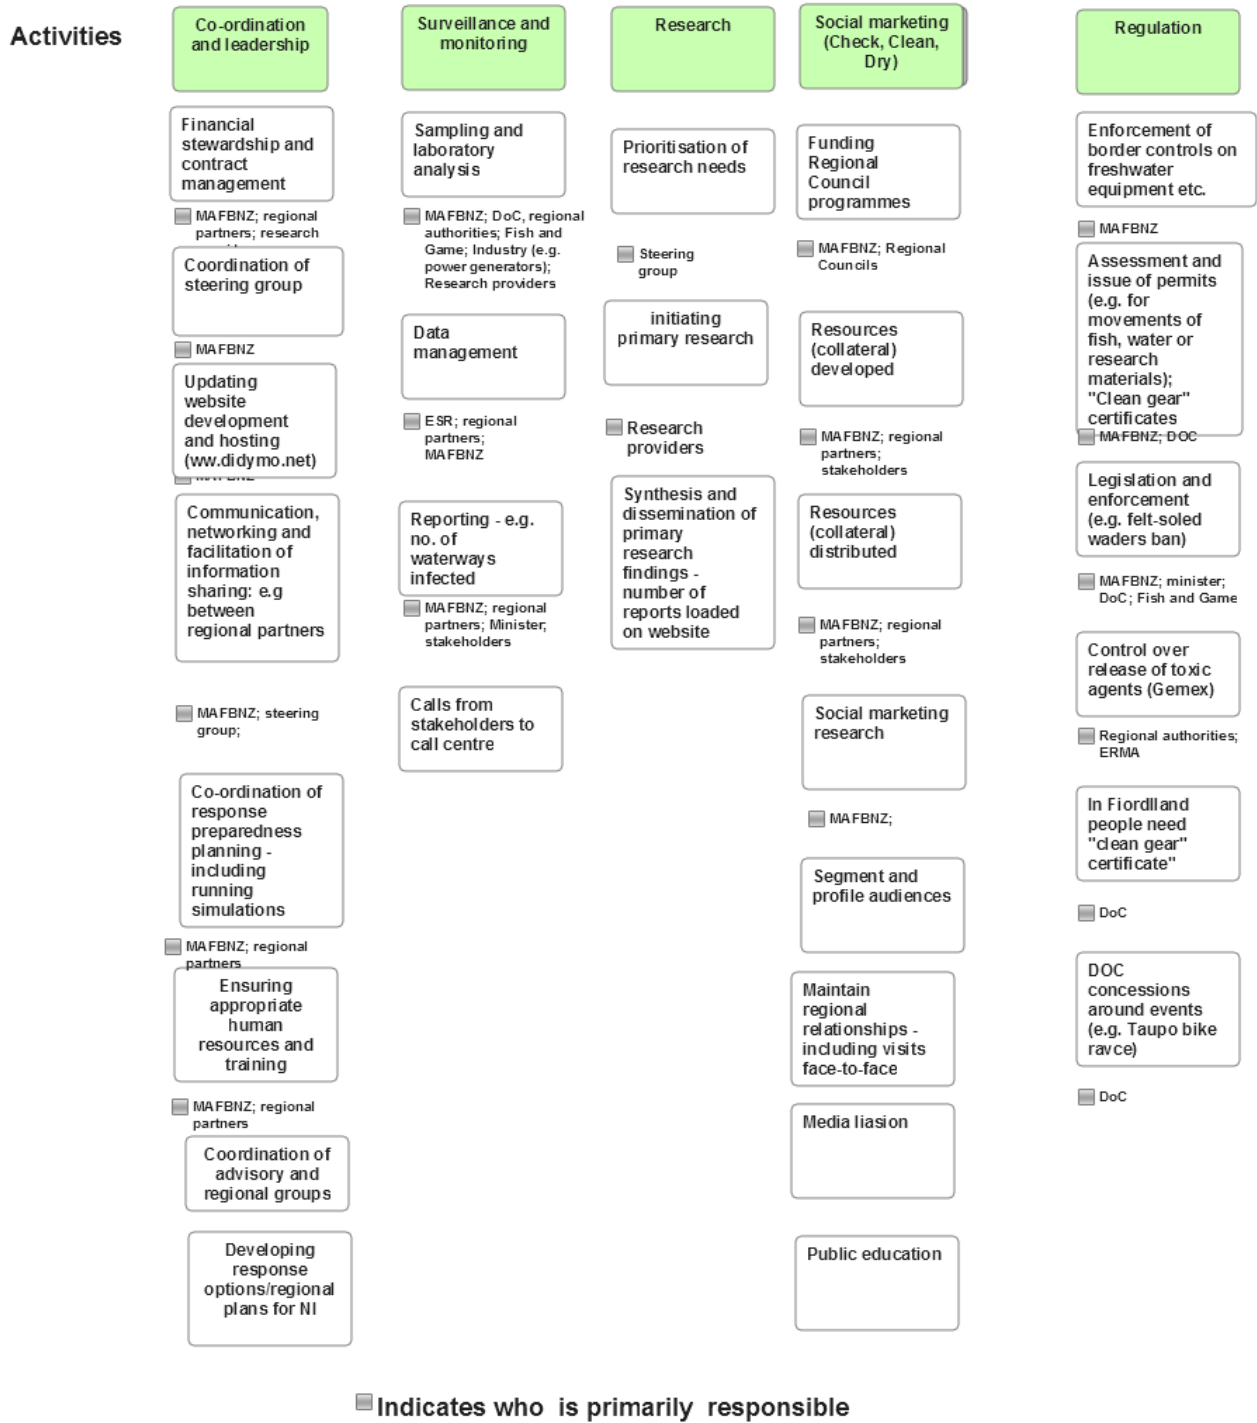 Activities
Co-ordination
and leadership
Financial
stewardship and
contract
management
MAFBNZ; regional
partners; research
Coordination of
steering group
MAFBNZ
Updating
website
development
and hosting
(ww.didymo.net)
MAFBNZ
Communication,
networking and
facilitation of
information
sharing: e.g
between
regional partners
MAFBNZ; steering
group;
Co-ordination of
response
preparedness
planning -
including
running
simulations
MAFBNZ; regional
partners
Ensuring
appropriate
human
resources and
training
MAFBNZ; regional
partners
Coordination of
advisory and
regional groups
Developing
response
options/regional
plans for NI
Surveillance and
monitoring
Sampling and
laboratory
analysis
MAFBNZ; DoC, regional
authorities; Fish and
Game; Industry (e.g.
power generators);
Research providers
Data
management
ESR; regional
partners;
MAFBNZ
Reporting - e.g.
no. of
waterways
infected
MAFBNZ; regional
partners; Minister;
stakeholders
Calls from
stakeholders to
call centre
Research
Prioritisation of
research needs
Steering
group
initiating
primary research
Research
providers
Synthesis and
dissemination of
primary
research
findings -
number of
reports loaded
on website
Social marketing
(Check, Clean,
Dry)
Funding
Regional
Council
programmes
MAFBNZ; Regional
Councils
Resources
(collateral)
developed
MAFBNZ; regional
partners;
stakeholders
Resources
(collateral)
distributed
MAFBNZ; regional
partners;
stakeholders
Social marketing
research
MAFBNZ;
Segment and
profile audiences
Maintain
regional
relationships -
including visits
face-to-face
Media liasion
Public education
Regulation
Enforcement of
border controls on
freshwater
equipment etc.
MAFBNZ
Assessment and
issue of permits
(e.g. for
movements of
fish, water or
research
materials);
"Clean gear"
certificates
MAFBNZ; DOC
Legislation and
enforcement
(e.g. felt-soled
waders ban)
MAFBNZ; minister;
DoC; Fish and Game
Control over
release of toxic
agents (Gemex)
Regional authorities;
ERMA
In Fiordlland
people need
"clean gear"
certificate"
DoC
DOC
concessions
around events
(e.g. Taupo bike
ravce)
DoC
Indicates who is primarily responsible